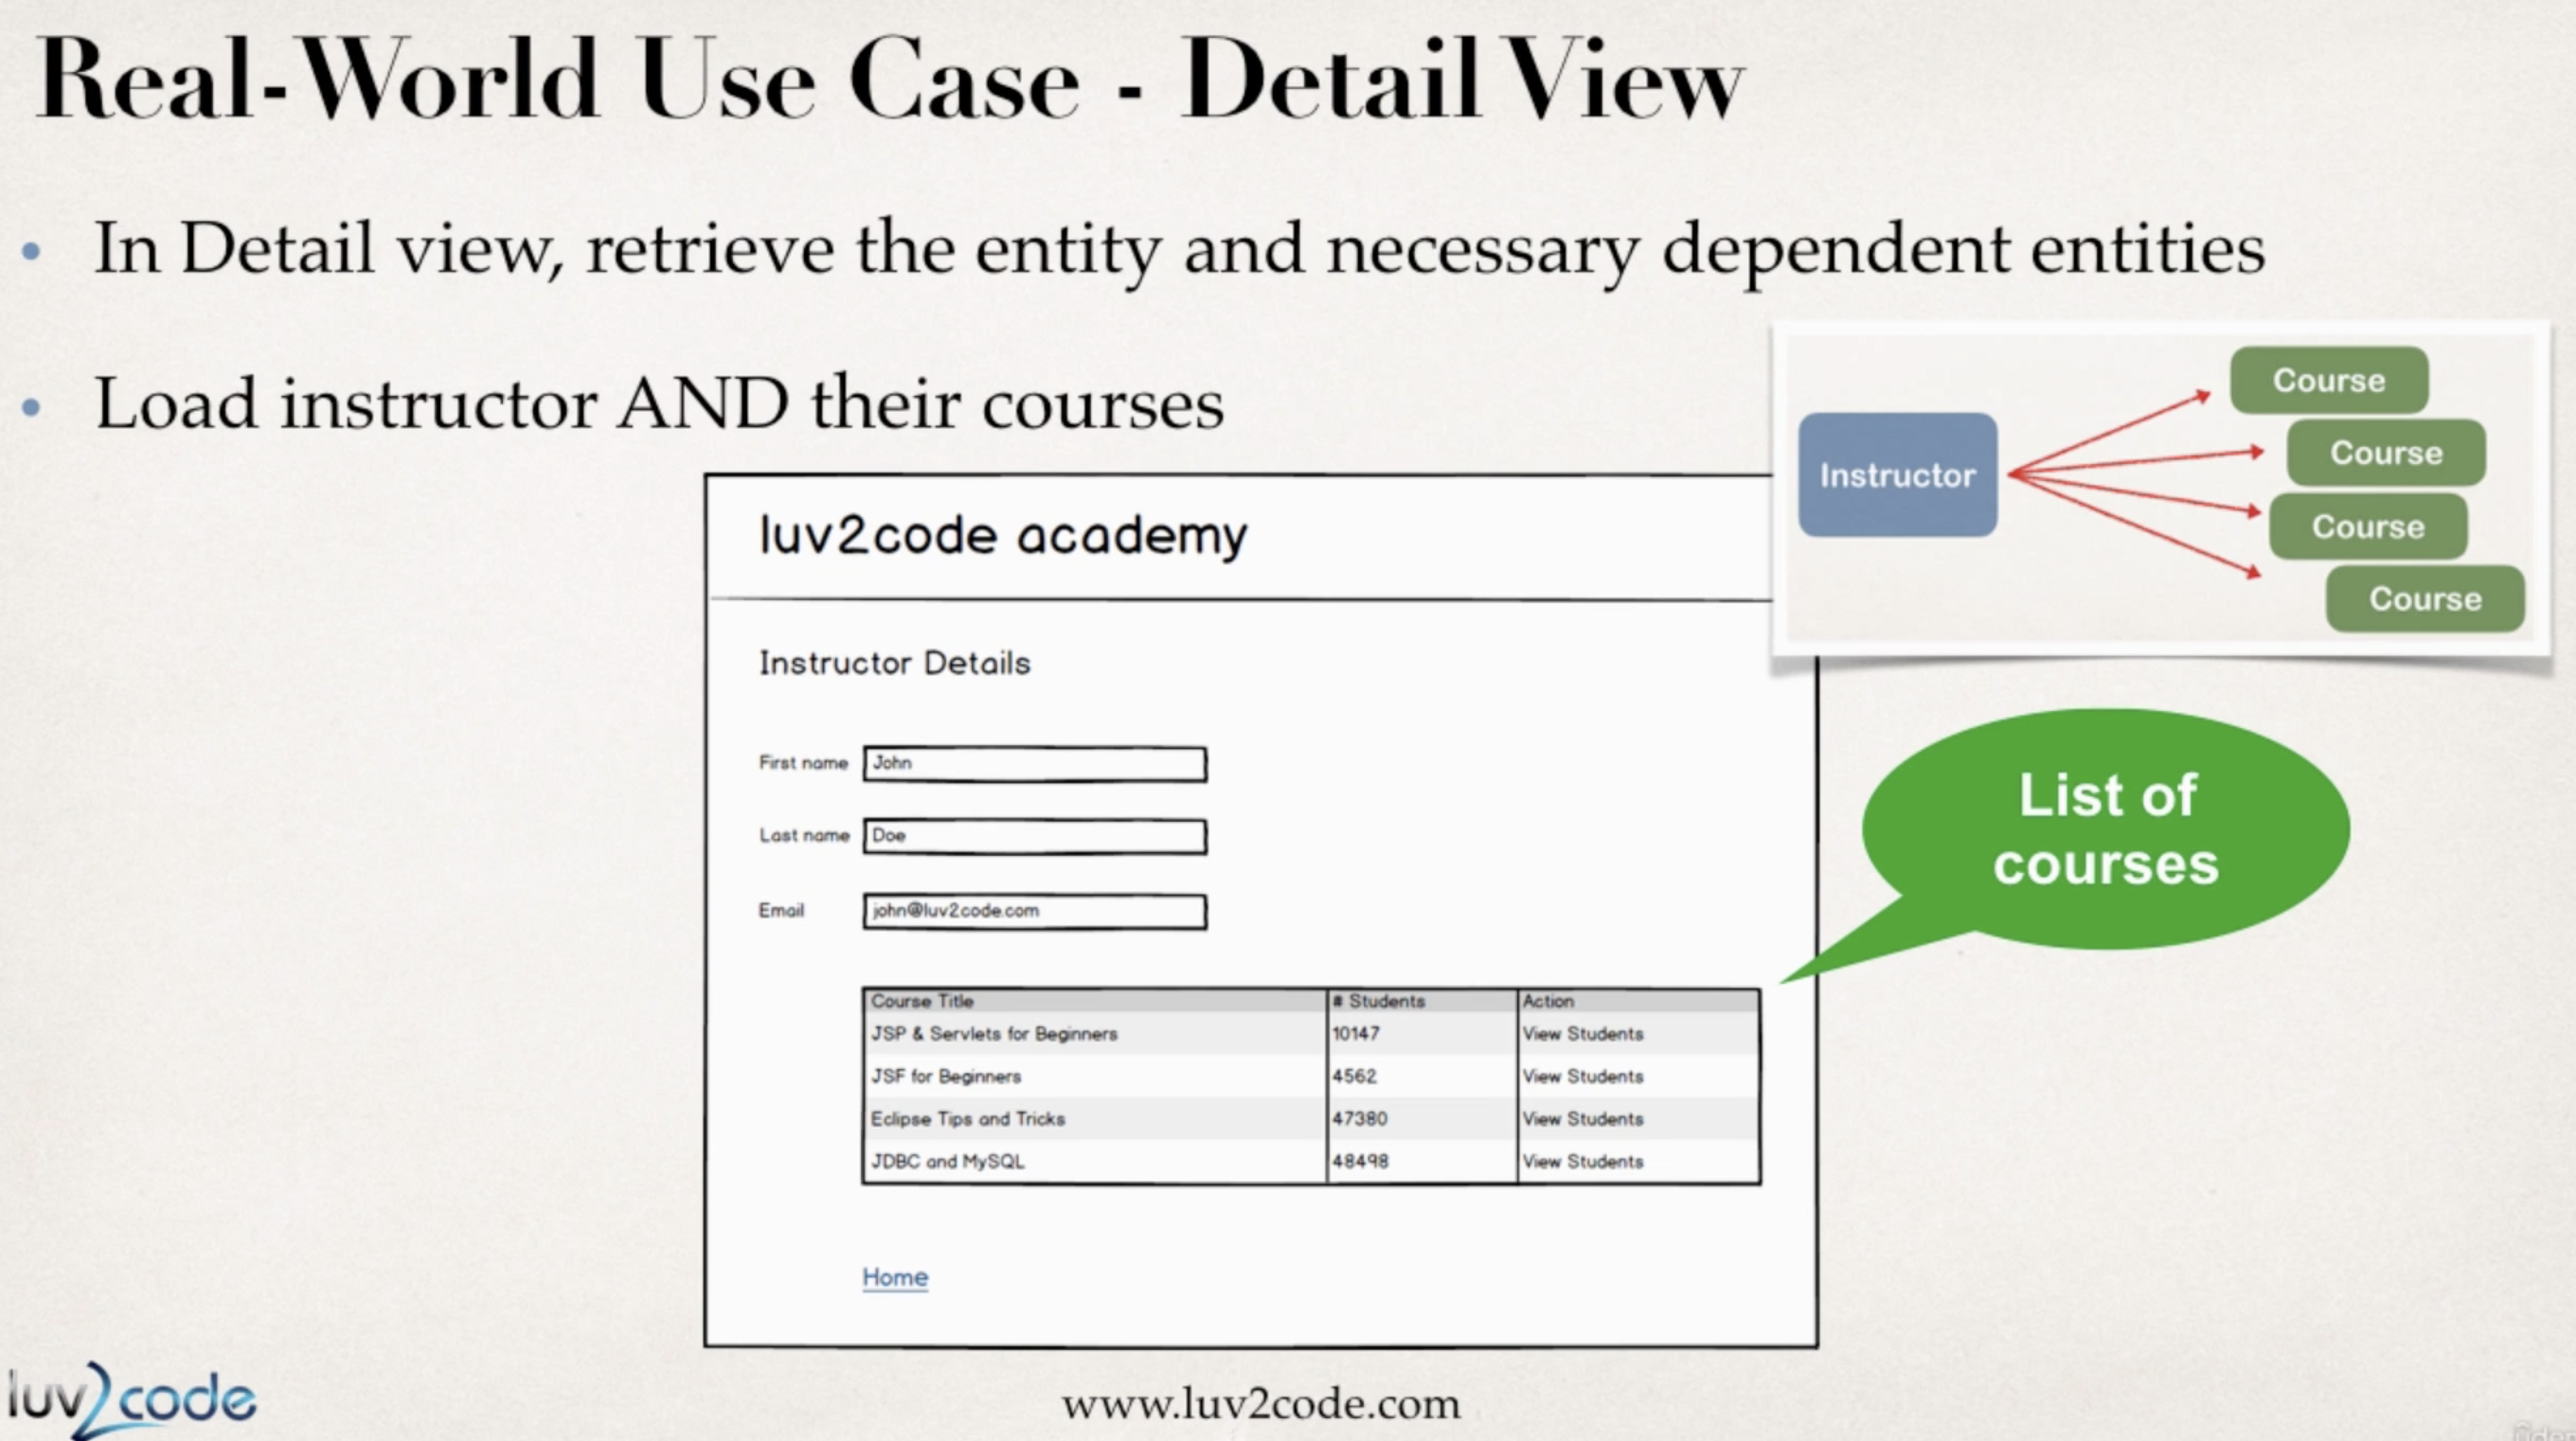 Real-World Use Case - Detail View
• In Detail view, retrieve the entity and necessary dependent entities
• Load instructor AND their courses
Instructor
Course
Course
Course
Course
luv2code academy
Instructor Details
First name John
Last name Doe
Email john@luv2code.com
List of
courses
Course Title # Students Action
JSP & Servlets for Beginners 10147 View Students
JSF for Beginners 4562 View Students
Eclipse Tips and Tricks 47380 View Students
JDBC and MySQL 48498 View Students
Home
luv2code
www.luv2code.com